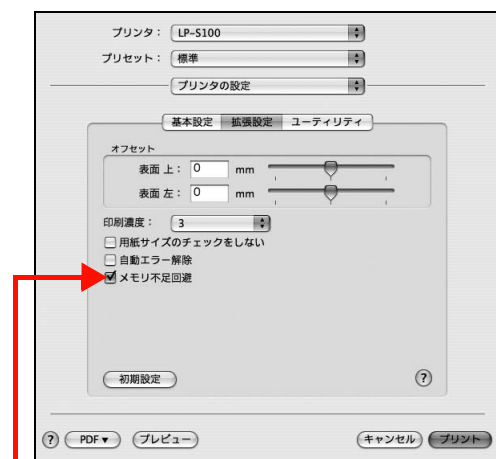 プリンタ： LP-S100
プリセット： 標準
プリンタの設定
基本設定 拡張設定 ユーティリティ
オフセット
表面 上： 0 mm
表面 左： 0 mm
印刷濃度： 3
用紙サイズのチェックをしない
自動エラー解除
メモリ不足回避
初期設定 ?
? PDF▼ プレビュー キャンセル プリント